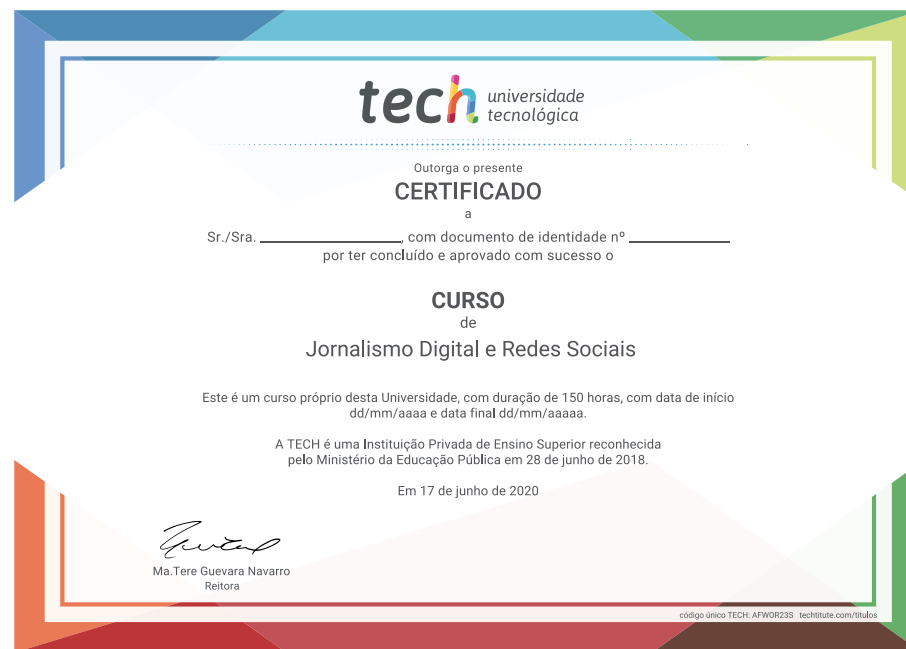 tech universidade
tecnológica
Outorga o presente
CERTIFICADO
a
Sr./Sra. , com documento de identidade nº
por ter concluído e aprovado com sucesso o
CURSO
de
Jornalismo Digital e Redes Sociais
Este é um curso próprio desta Universidade, com duração de 150 horas, com data de início
dd/mm/aaaa e data final dd/mm/aaaaa.
A TECH é uma Instituição Privada de Ensino Superior reconhecida
pelo Ministério da Educação Pública em 28 de junho de 2018.
Em 17 de junho de 2020
Ma.Tere Guevara Navarro
Reitora
código único TECH: AFWOR23S techtitute.com/titulos